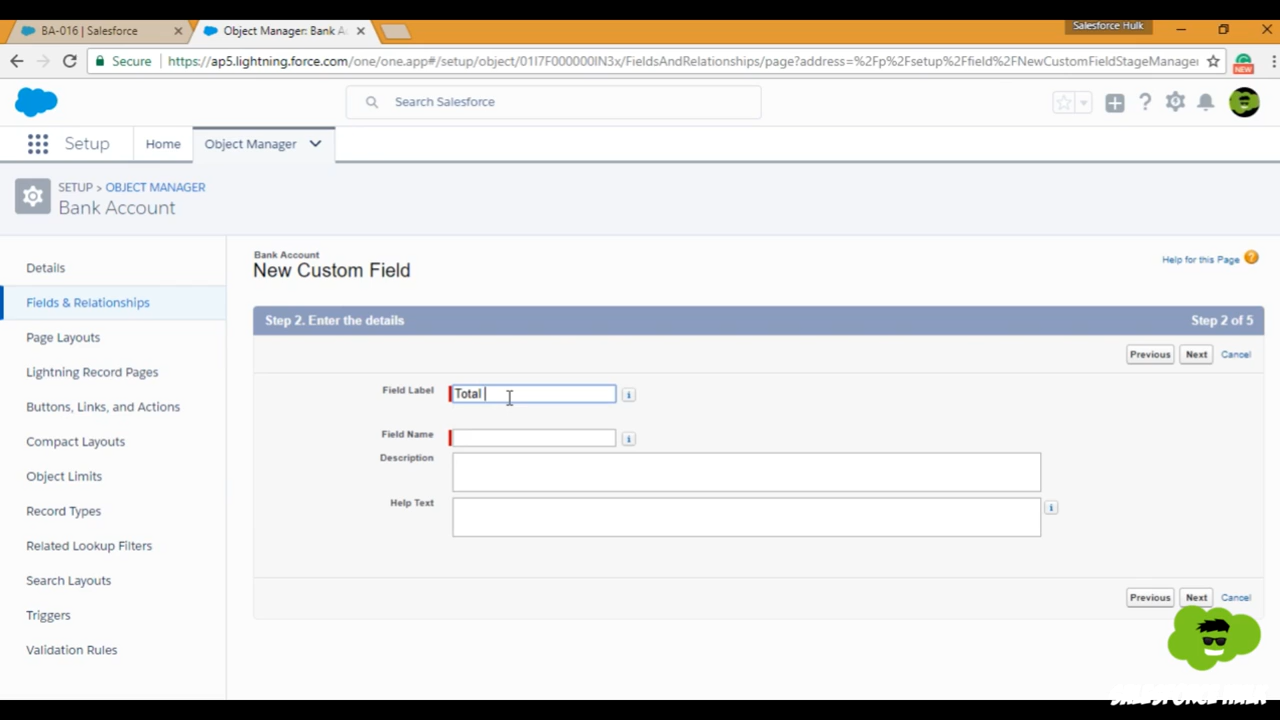 BA-016 | Salesforce
Object Manager: Bank A
Salesforce Hulk
Secure
https://ap5.lightning.force.com/one/one.app#/setup/object/01I7F000000IN3x/FieldsAndRelationships/page?address=%2Fp%2Fsetup%2Ffield%2FNewCustomFieldStageManager
NEW
Search Salesforce
Setup
Home
Object Manager
SETUP > OBJECT MANAGER
Bank Account
Details
Fields & Relationships
Page Layouts
Lightning Record Pages
Buttons, Links, and Actions
Compact Layouts
Object Limits
Record Types
Related Lookup Filters
Search Layouts
Triggers
Validation Rules
Bank Account
New Custom Field
Help for this Page
Step 2. Enter the details
Step 2 of 5
Previous Next Cancel
Field Label
Total
Field Name
Description
Help Text
Previous Next Cancel
SALESFORCE HULK